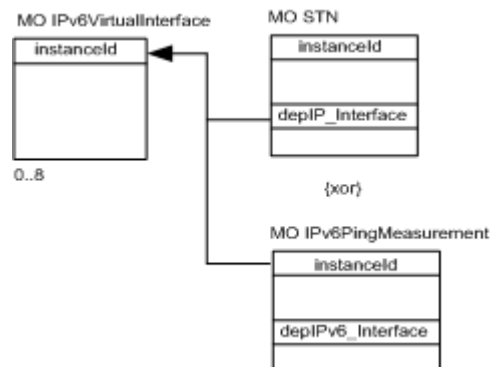 MO IPv6VirtualInterface
instanceId
0..8
MO STN
instanceId
depIP_Interface
{xor}
MO IPv6PingMeasurement
instanceId
depIPv6_Interface